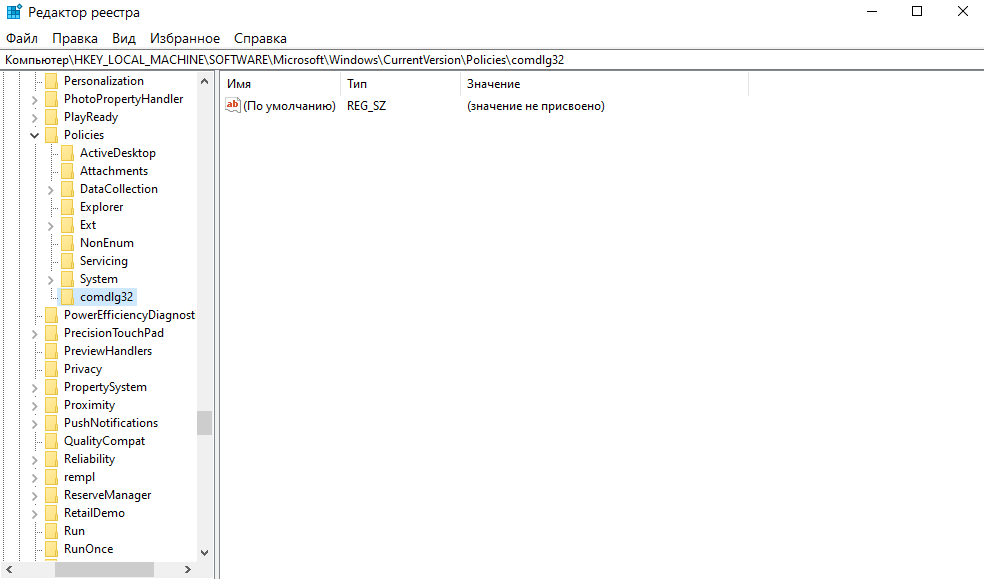 Редактор реестра
Файл Правка Вид Избранное Справка
Компьютер\HKEY_LOCAL_MACHINE\SOFTWARE\Microsoft\Windows\CurrentVersion\Policies\comdlg32
Personalization
PhotoPropertyHandler
PlayReady
Policies
ActiveDesktop
Attachments
DataCollection
Explorer
Ext
NonEnum
Servicing
System
comdlg32
PowerEfficiencyDiagnost
PrecisionTouchPad
PreviewHandlers
Privacy
PropertySystem
Proximity
PushNotifications
QualityCompat
Reliability
rempl
ReserveManager
RetailDemo
Run
RunOnce
Имя Тип Значение
ab (По умолчанию) REG_SZ (значение не присвоено)